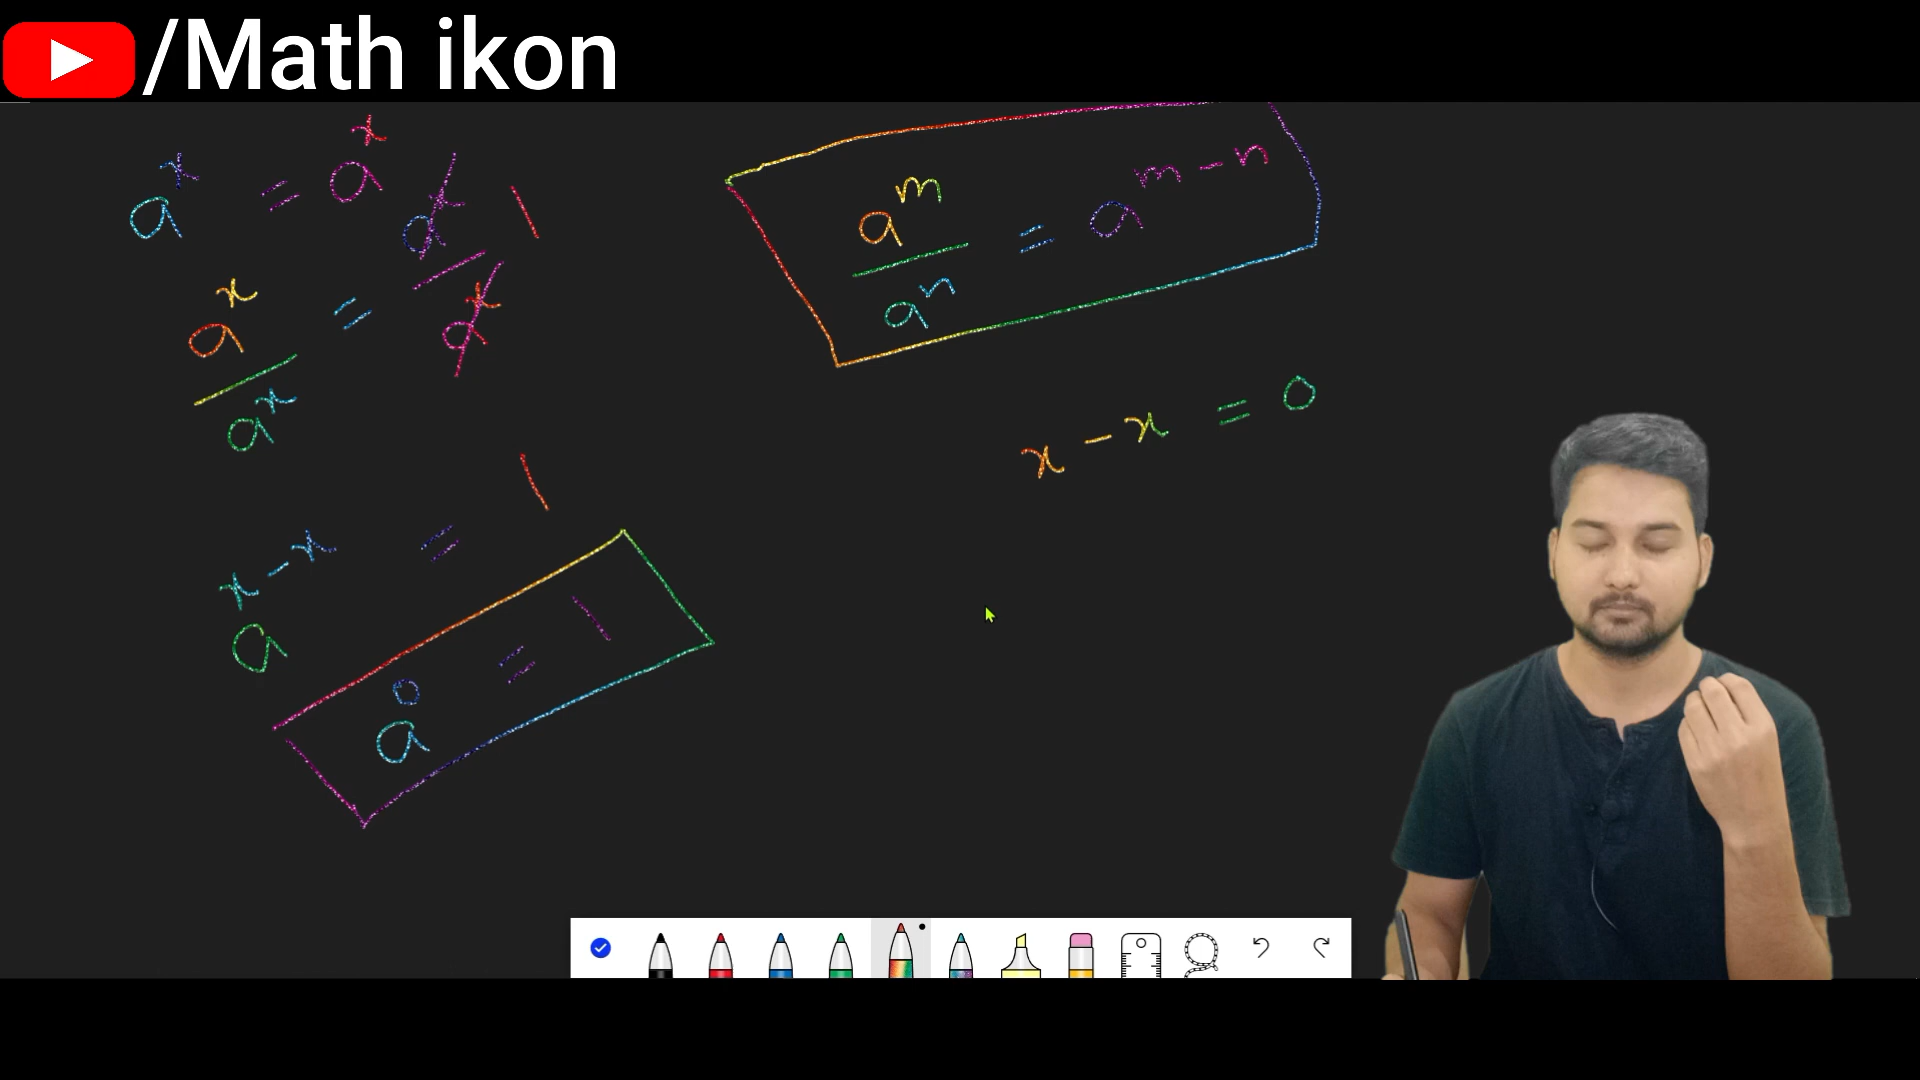 /Math ikon
a^x = a^x
a^x / a^x = a^x / a^x 1
a^(x-x) = 1
a^0 = 1
a^m / a^n = a^(m-n)
x - x = 0